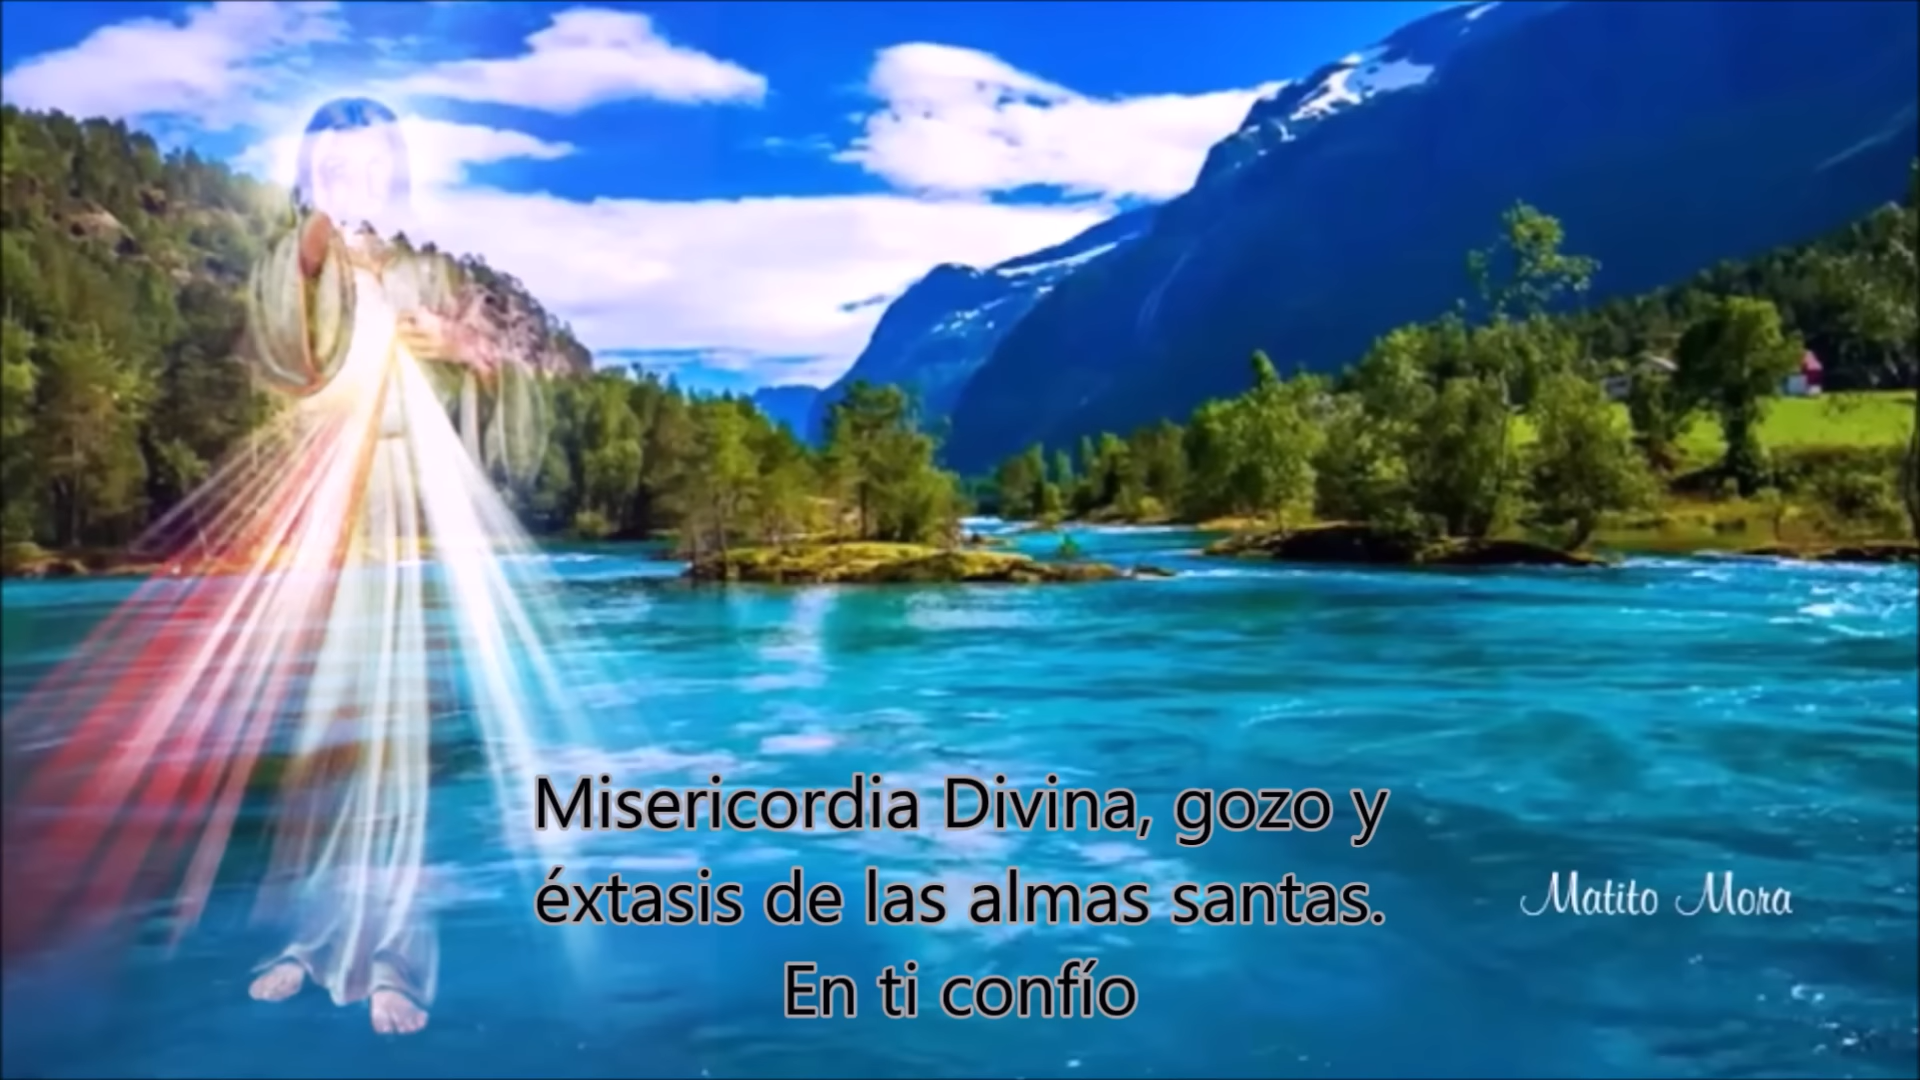 Misericordia Divina, gozo y
éxtasis de las almas santas.
En ti confío
Matito Mora